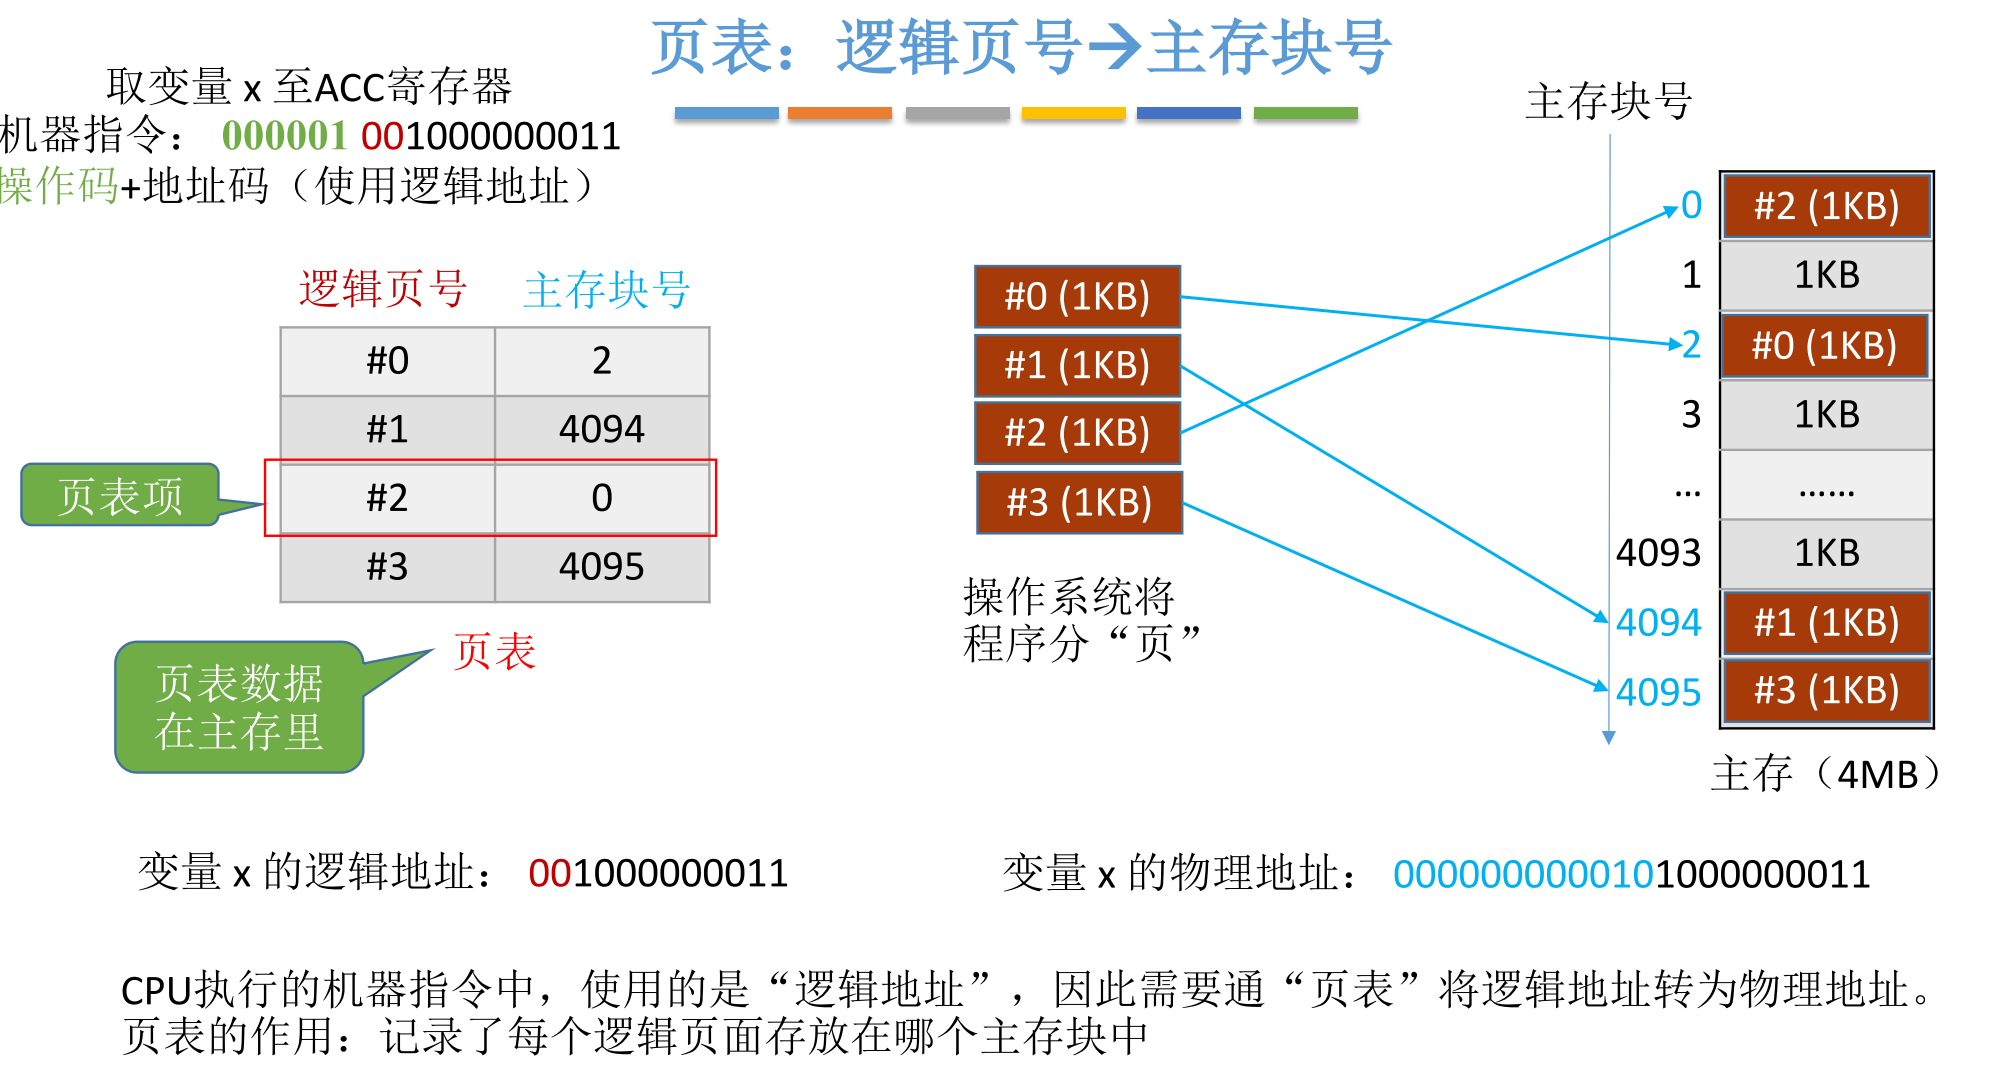 页表：逻辑页号→主存块号
取变量 x 至ACC寄存器
机器指令： 000001 001000000011
操作码+地址码（使用逻辑地址）
逻辑页号 主存块号
#0 2
#1 4094
#2 0
#3 4095
页表项
页表
页表数据
在主存里
#0 (1KB)
#1 (1KB)
#2 (1KB)
#3 (1KB)
操作系统将
程序分“页”
主存块号
0 #2 (1KB)
1 1KB
2 #0 (1KB)
3 1KB
... ......
4093 1KB
4094 #1 (1KB)
4095 #3 (1KB)
主存（4MB）
变量 x 的逻辑地址： 001000000011
变量 x 的物理地址： 0000000000101000000011
CPU执行的机器指令中，使用的是“逻辑地址”，因此需要通“页表”将逻辑地址转为物理地址。
页表的作用：记录了每个逻辑页面存放在哪个主存块中